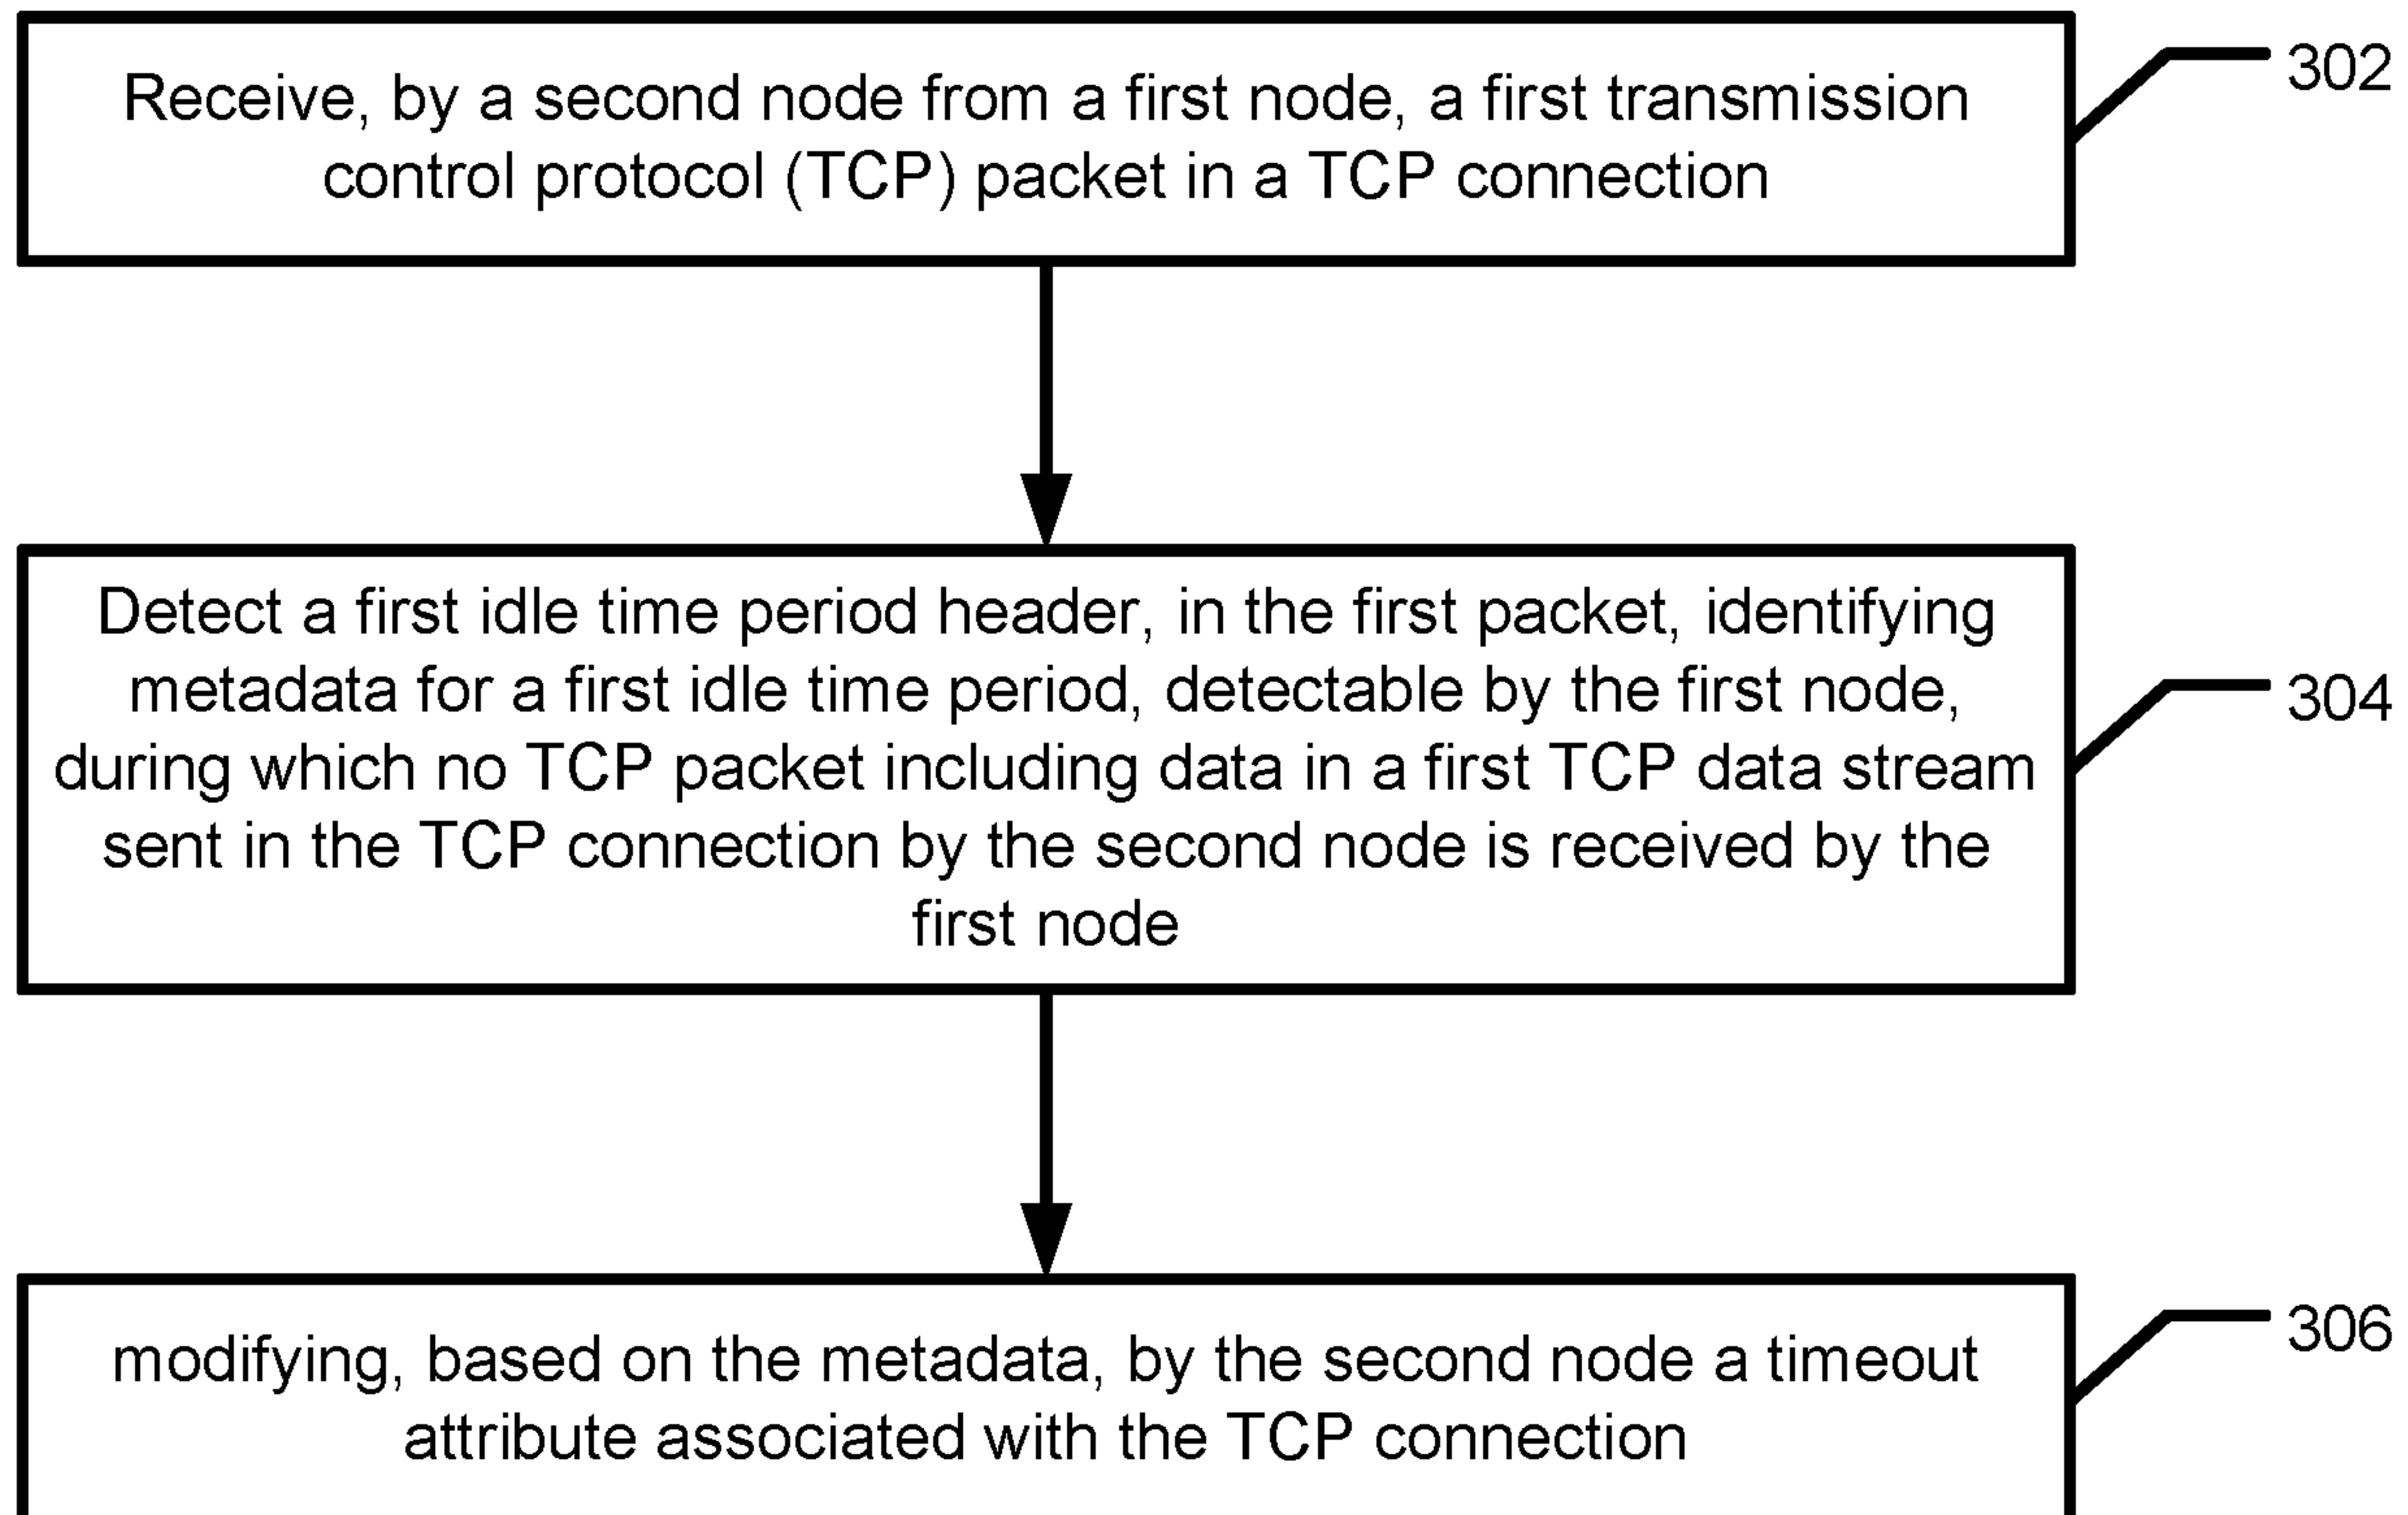 Receive, by a second node from a first node, a first transmission
control protocol (TCP) packet in a TCP connection
302
Detect a first idle time period header, in the first packet, identifying
metadata for a first idle time period, detectable by the first node,
during which no TCP packet including data in a first TCP data stream
sent in the TCP connection by the second node is received by the
first node
304
modifying, based on the metadata, by the second node a timeout
attribute associated with the TCP connection
306